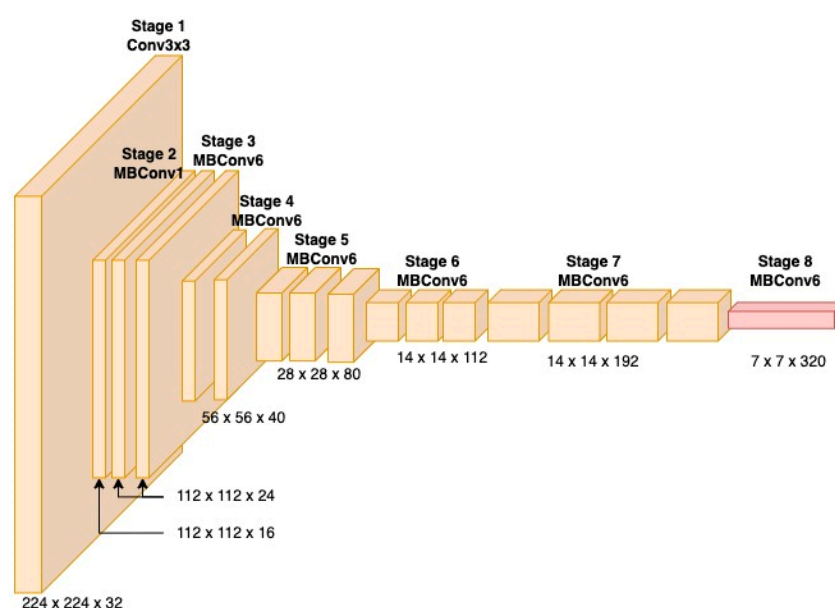 Stage 1
Conv3x3
Stage 2
MBConv1
Stage 3
MBConv6
Stage 4
MBConv6
Stage 5
MBConv6
Stage 6
MBConv6
Stage 7
MBConv6
Stage 8
MBConv6
14 x 14 x 112
14 x 14 x 192
7 x 7 x 320
28 x 28 x 80
56 x 56 x 40
112 x 112 x 24
112 x 112 x 16
224 x 224 x 32